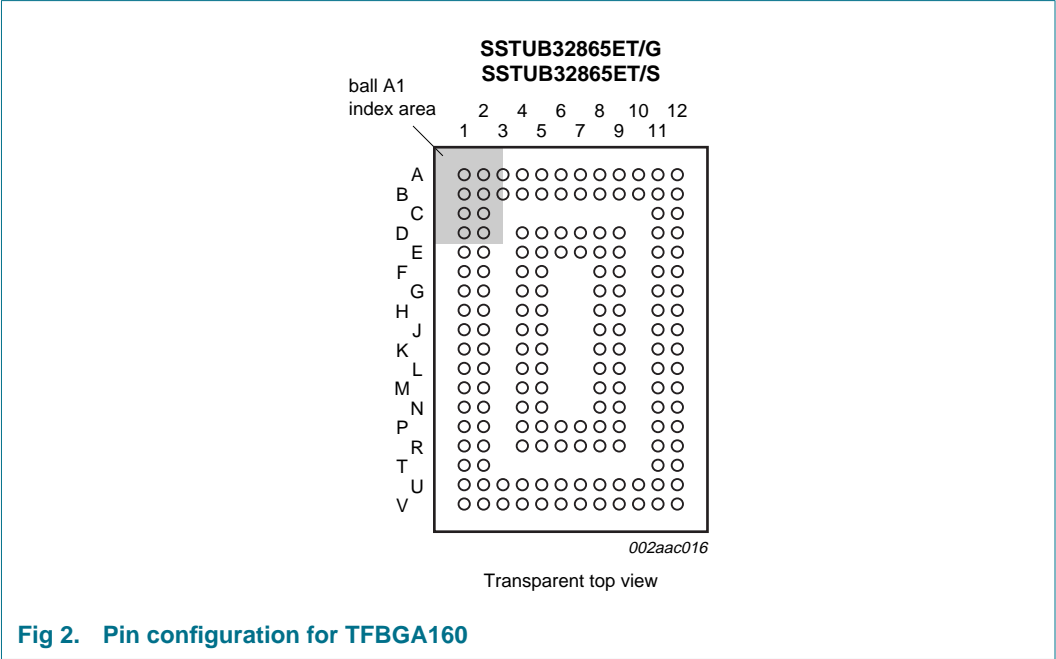 SSTUB32865ET/G
SSTUB32865ET/S
ball A1
index area
2 4 6 8 10 12
1 3 5 7 9 11
A
B
C
D
E
F
G
H
J
K
L
M
N
P
R
T
U
V
002aac016
Transparent top view
Fig 2. Pin configuration for TFBGA160